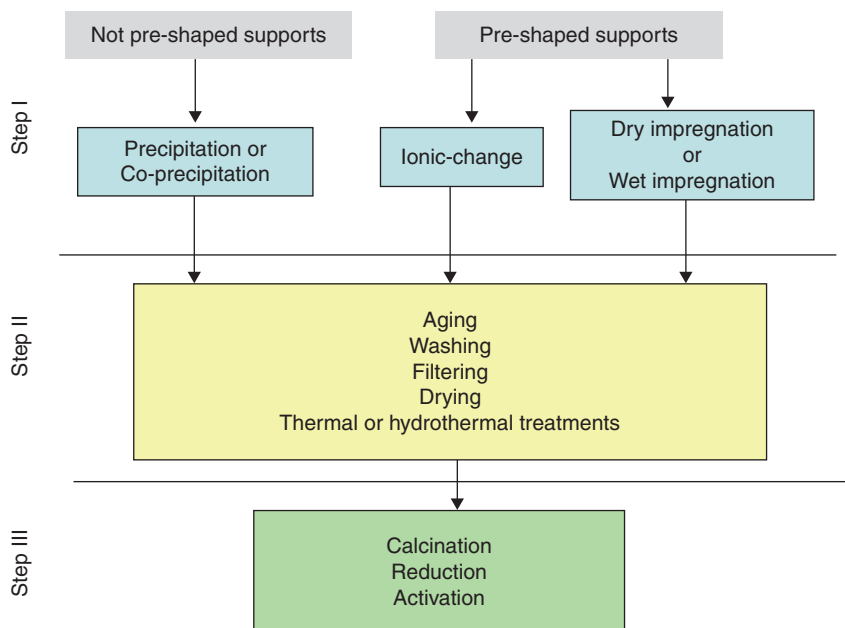 Not pre-shaped supports
Pre-shaped supports
Step I
Precipitation or
Co-precipitation
Ionic-change
Dry impregnation
or
Wet impregnation
Step II
Aging
Washing
Filtering
Drying
Thermal or hydrothermal treatments
Step III
Calcination
Reduction
Activation